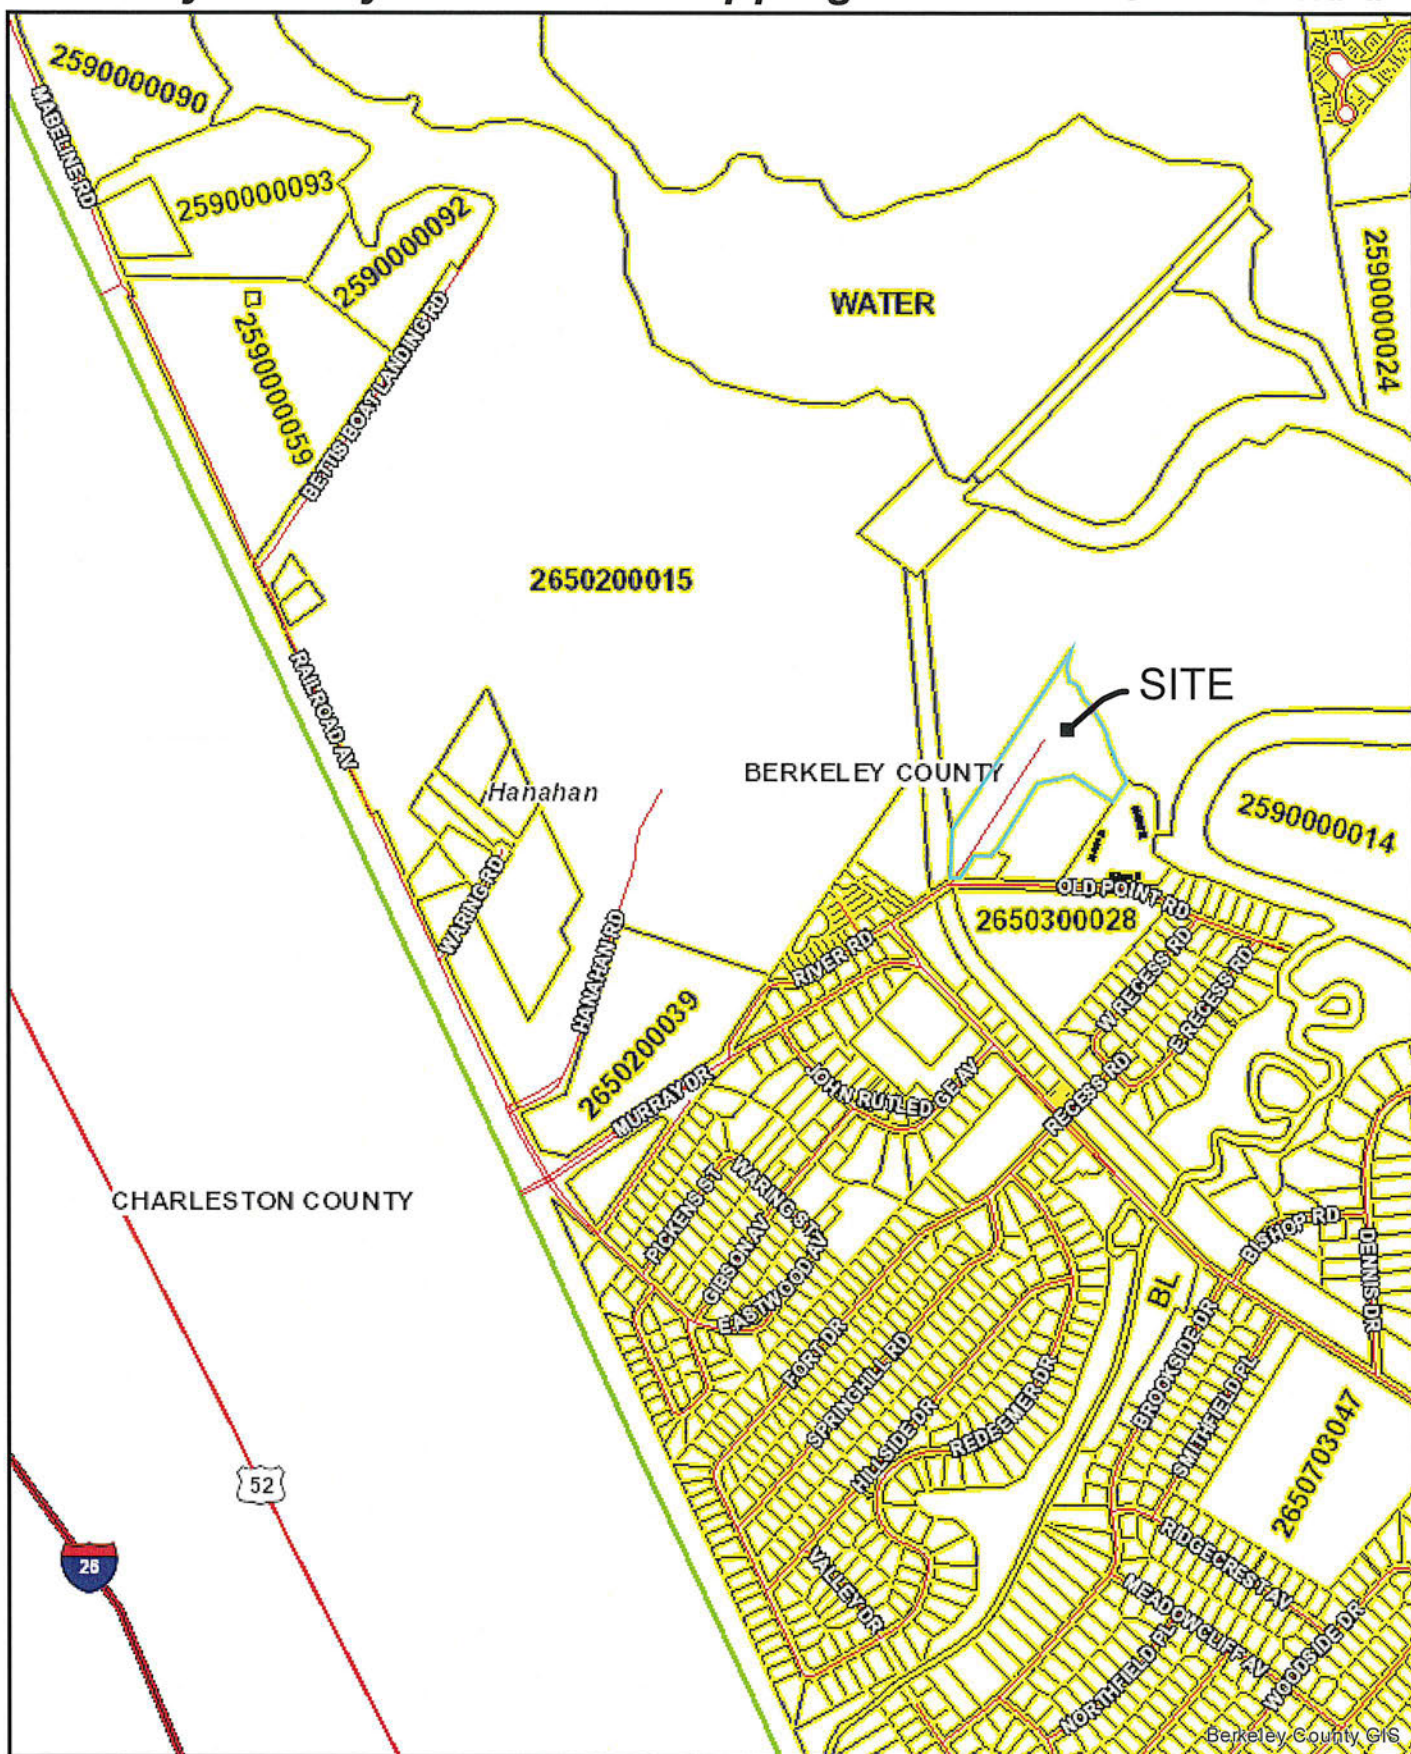 2590000090
MABELINE RD
2590000093
2590000092
2590000024
WATER
2590000059
BETTIS BOAT LANDING RD
2650200015
RAILROAD AV
SITE
BERKELEY COUNTY
Hanahan
2590000014
WARING RD
OLD POINT RD
2650300028
HANAHAN RD
RIVER RD
W RECESS RD
E RECESS RD
2650200039
MURRAY DR
JOHN RUTLEDGE AV
RECESS RD
CHARLESTON COUNTY
PICKENS ST
WARING ST
GIBSON AV
EASTWOOD AV
BISHOP RD
DENNIS DR
BL
FORT DR
SPRINGHILL RD
HILLSIDE DR
REDEEMER DR
BROOKSIDE DR
SMITHFIELD PL
2650703047
52
26
RIDGECREST AV
VALLEY DR
MEADOWCLIFF AV
NORTHFIELD PL
WOODSIDE DR
Berkeley County GIS